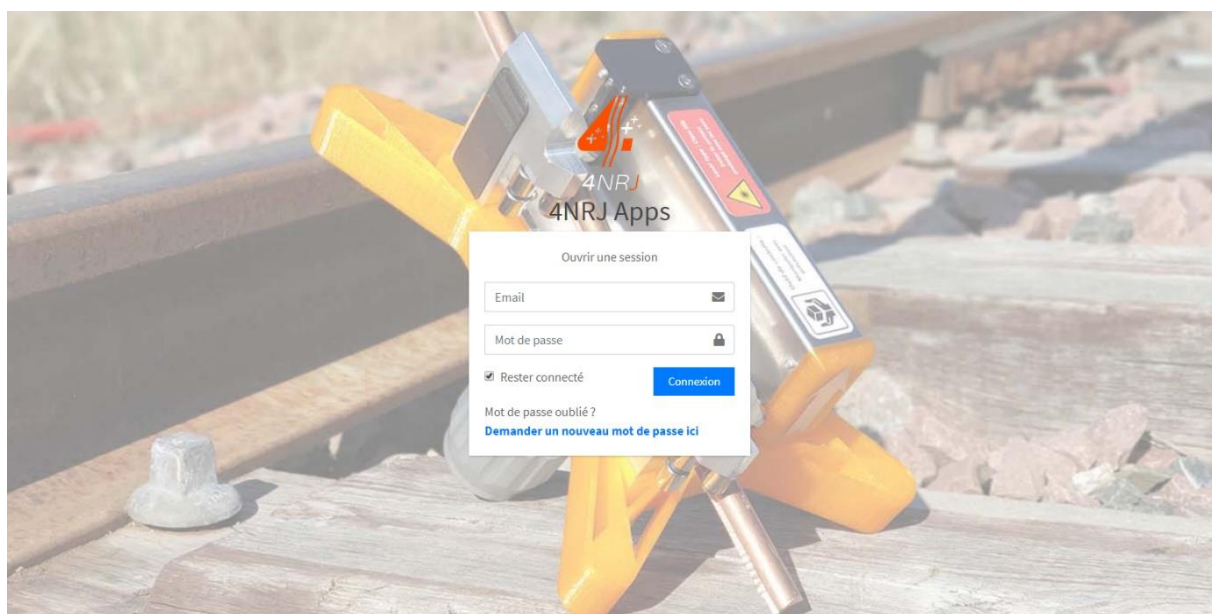 4NRJ
4NRJ Apps
Ouvrir une session
Email
Mot de passe
Rester connecté
Connexion
Mot de passe oublié ?
Demander un nouveau mot de passe ici